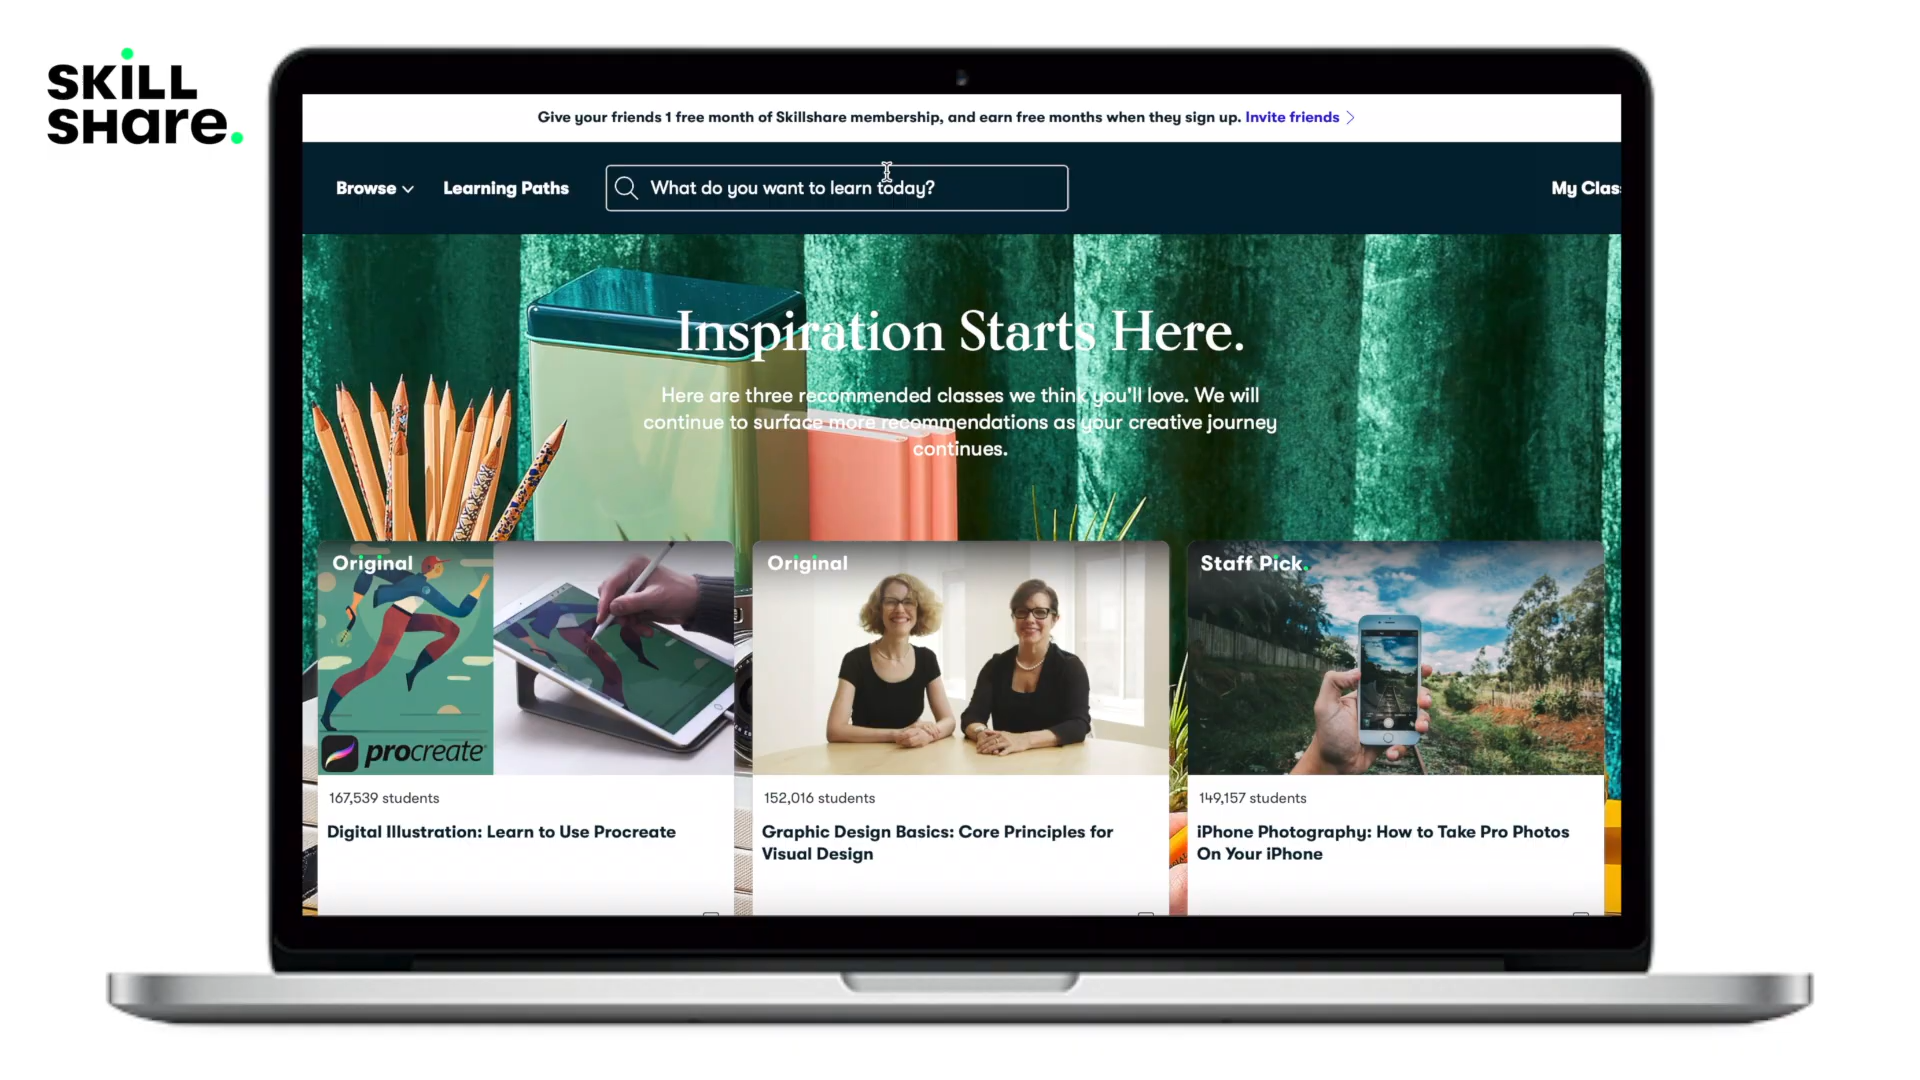 SKILL
SHare.
Give your friends 1 free month of Skillshare membership, and earn free months when they sign up. Invite friends
Browse Learning Paths What do you want to learn today? My Clas
Inspiration Starts Here.
Here are three recommended classes we think you'll love. We will
continue to surface more recommendations as your creative journey
continues.
Original Original Staff Pick.
procreate
167,539 students 152,016 students 149,157 students
Digital Illustration: Learn to Use Procreate Graphic Design Basics: Core Principles for iPhone Photography: How to Take Pro Photos
Visual Design On Your iPhone